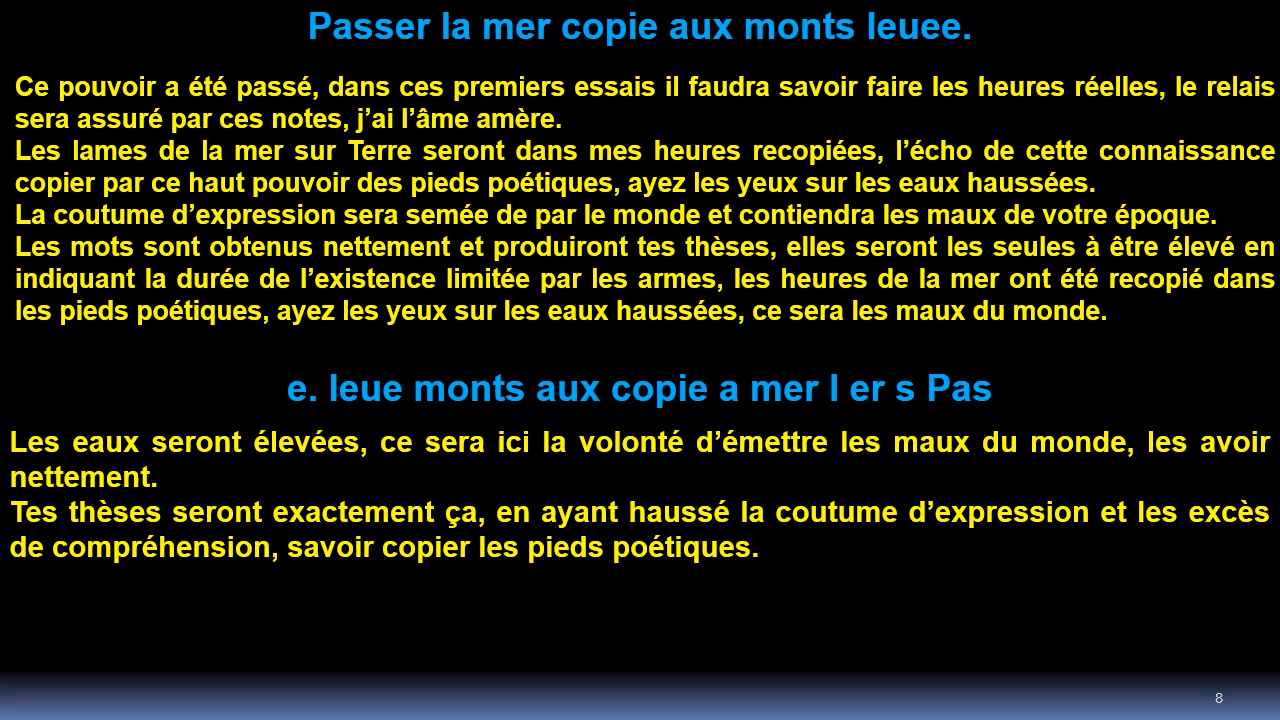 Passer la mer copie aux monts leuee.
Ce pouvoir a été passé, dans ces premiers essais il faudra savoir faire les heures réelles, le relais
sera assuré par ces notes, j’ai l’âme amère.
Les lames de la mer sur Terre seront dans mes heures recopiées, l’écho de cette connaissance
copier par ce haut pouvoir des pieds poétiques, ayez les yeux sur les eaux haussées.
La coutume d’expression sera semée de par le monde et contiendra les maux de votre époque.
Les mots sont obtenus nettement et produiront tes thèses, elles seront les seules à être élevé en
indiquant la durée de l’existence limitée par les armes, les heures de la mer ont été recopié dans
les pieds poétiques, ayez les yeux sur les eaux haussées, ce sera les maux du monde.
e. leue monts aux copie a mer l er s Pas
Les eaux seront élevées, ce sera ici la volonté d’émettre les maux du monde, les avoir
nettement.
Tes thèses seront exactement ça, en ayant haussé la coutume d’expression et les excès
de compréhension, savoir copier les pieds poétiques.
8